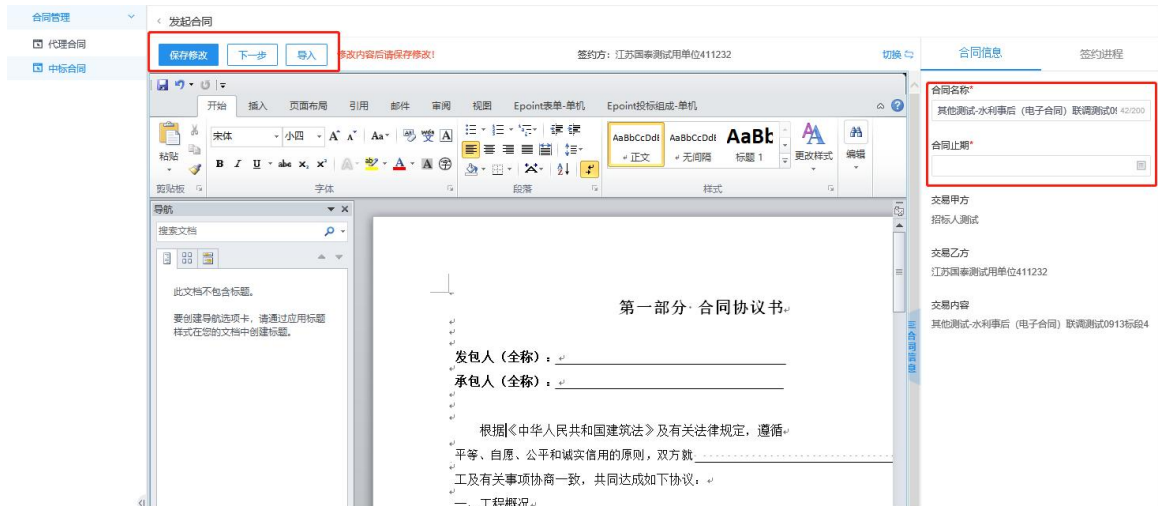 合同管理
代理合同
中标合同
发起合同
保存修改 下一步 导入 修改内容后请保存修改!
签约方：江苏国泰测试用单位411232
切换
合同信息 签约进程
开始 插入 页面布局 引用 邮件 审阅 视图 Epoint表单-单机 Epoint投标组成-单机
粘贴
宋体 小四
B I U abc x₂ x²
AaBbCcDdE AaBbCcDdE AaBb
正文 无间隔 标题 1
更改样式
编辑
剪贴板 字体 段落 样式
导航
搜索文档
此文档不包含标题。
要创建导航选项卡，请通过应用标题
样式在您的文档中创建标题。
第一部分 合同协议书
发包人（全称）：
承包人（全称）：
根据《中华人民共和国建筑法》及有关法律规定，遵循
平等、自愿、公平和诚实信用的原则，双方就
工及有关事项协商一致，共同达成如下协议：
一、工程概况
合同信息
合同名称*
其他测试-水利事后（电子合同）联调测试09 42/200
合同止期*
交易甲方
招标人测试
交易乙方
江苏国泰测试用单位411232
交易内容
其他测试-水利事后（电子合同）联调测试0913标段4